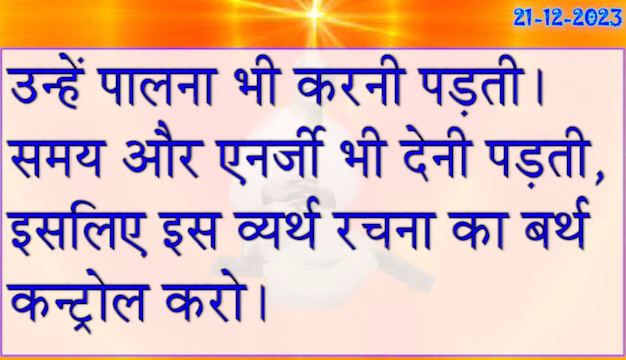 21-12-2023
उन्हें पालना भी करनी पड़ती।
समय और एनर्जी भी देनी पड़ती,
इसलिए इस व्यर्थ रचना का बर्थ
कन्ट्रोल करो।